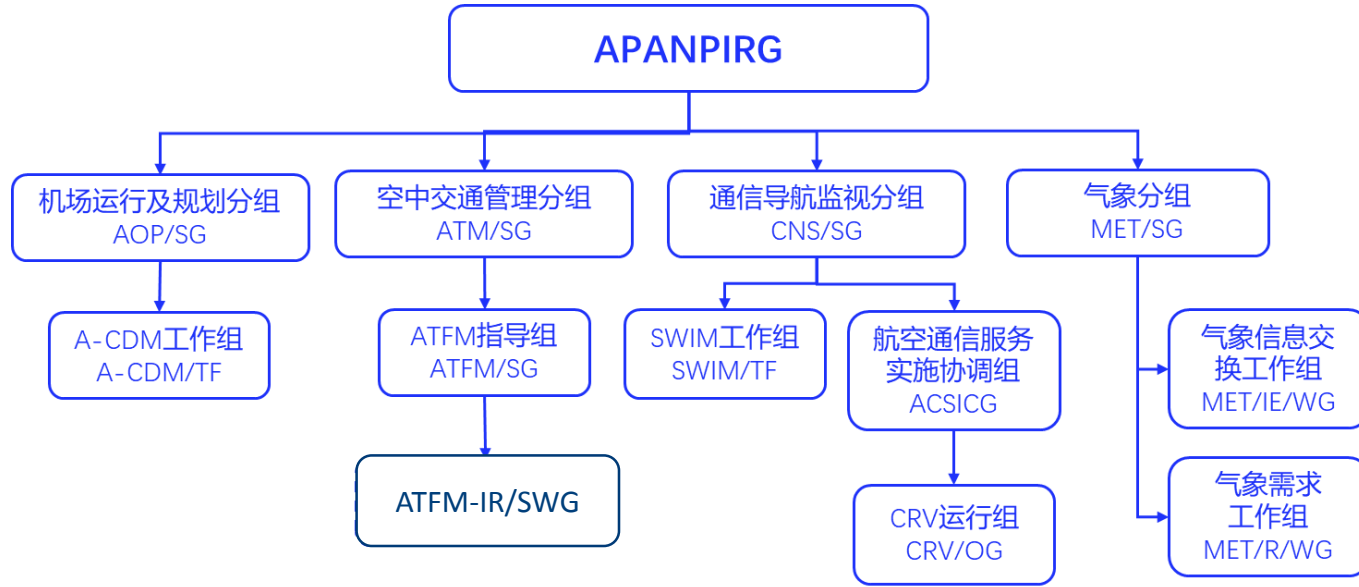 APANPIRG
机场运行及规划分组
AOP/SG
空中交通管理分组
ATM/SG
通信导航监视分组
CNS/SG
气象分组
MET/SG
A-CDM工作组
A-CDM/TF
ATFM指导组
ATFM/SG
SWIM工作组
SWIM/TF
航空通信服务
实施协调组
ACSICG
气象信息交
换工作组
MET/IE/WG
ATFM-IR/SWG
CRV运行组
CRV/OG
气象需求
工作组
MET/R/WG